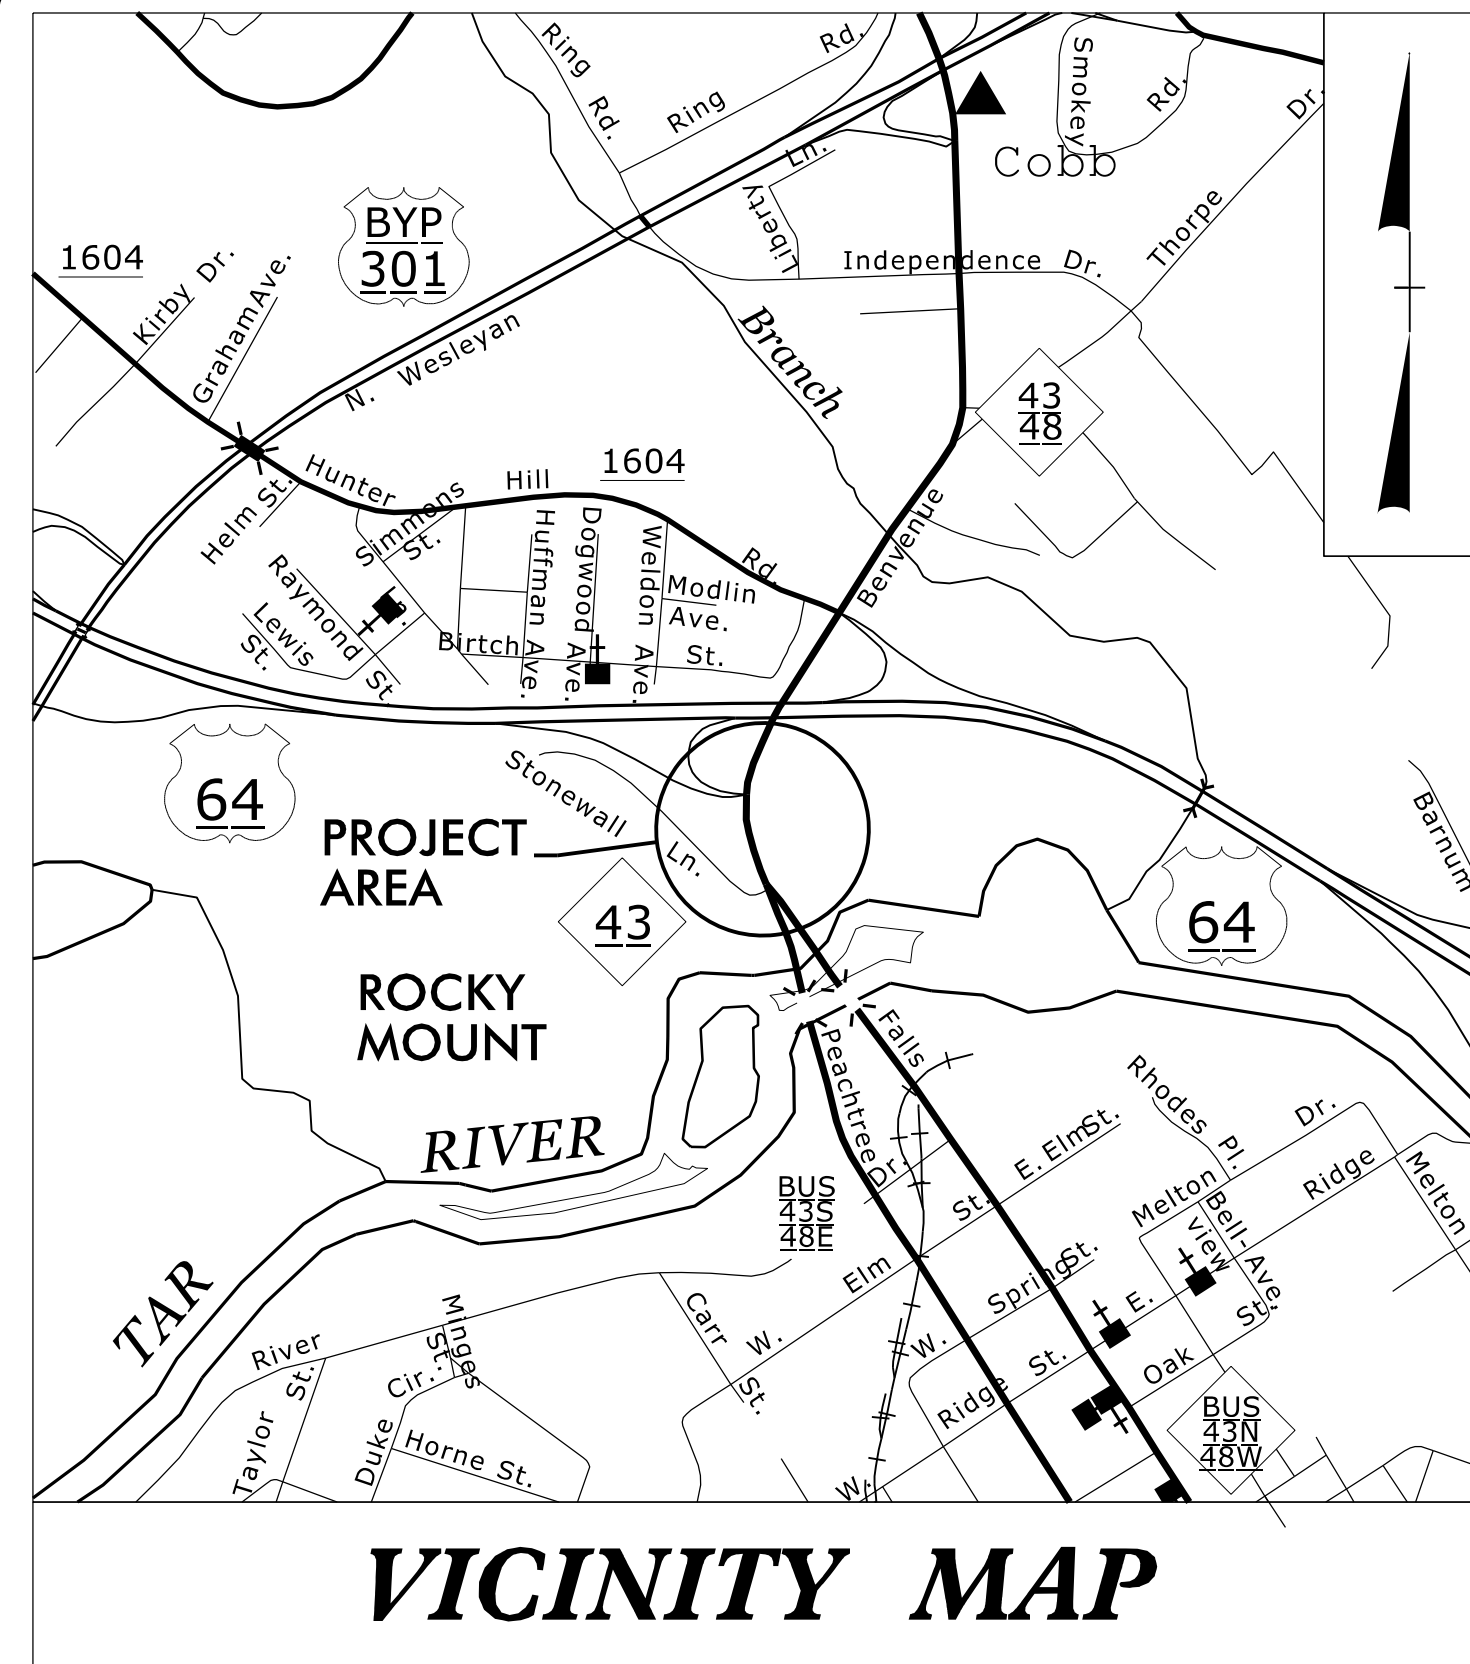 Ring Rd.
Ring Rd.
Smokey Rd.
Cobb
Thorpe Dr.
Liberty Ln.
Independence Dr.
BYP
301
1604
Kirby Dr.
Graham Ave.
N. Wesleyan
Branch
43
48
Hunter Hill Rd.
1604
Helm St.
Simmons St.
Benvenue
Huffman Ave.
Dogwood Ave.
Weldon Ave.
Modlin
Ave.
Raymond St.
Lewis
St.
Ln.
Birtch St.
64
Stonewall Ln.
PROJECT
AREA
43
64
Barnum
ROCKY
MOUNT
RIVER
TAR
Peachtree
Falls
Dr.
BUS
43S
48E
E. Elm St.
St.
Elm
W.
Rhodes Pl.
Melton Dr.
Ridge
Melton
Bell-
view
Ave.
Spring St.
W.
E.
St.
Ridge
W.
Oak St.
BUS
43N
48W
River
Minges
St.
Carr St.
Cir.
Duke
Taylor St.
Horne St.
VICINITY MAP